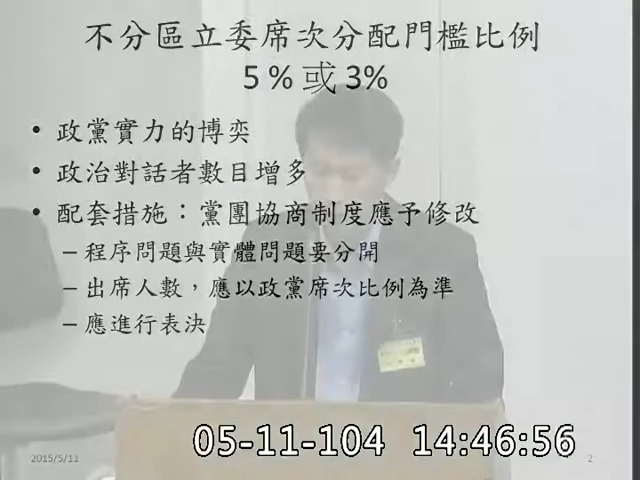 不分區立委席次分配門檻比例
5 % 或 3%
• 政黨實力的博奕
• 政治對話者數目增多
• 配套措施：黨團協商制度應予修改
– 程序問題與實體問題要分開
– 出席人數，應以政黨席次比例為準
– 應進行表決
05-11-104 14:46:56
2015/5/11
2